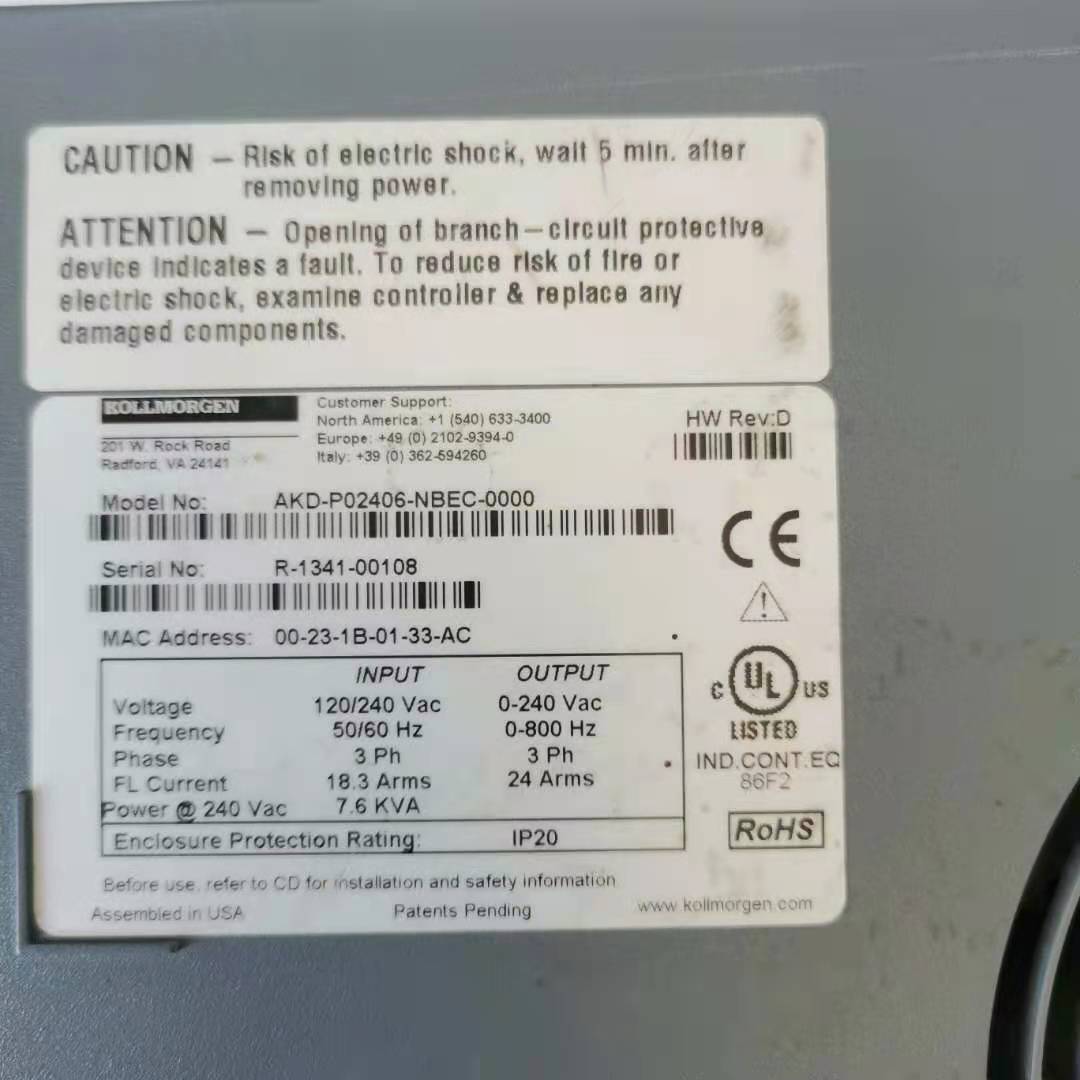 CAUTION – Risk of electric shock, wait 5 min. after
removing power.
ATTENTION – Opening of branch-circuit protective
device indicates a fault. To reduce risk of fire or
electric shock, examine controller & replace any
damaged components.
KOLLMORGEN
201 W. Rock Road
Radford, VA 24141
Customer Support:
North America: +1 (540) 633-3400
Europe: +49 (0) 2102-9394-0
Italy: +39 (0) 362-594260
HW Rev:D
Model No: AKD-P02406-NBEC-0000
Serial No: R-1341-00108
MAC Address: 00-23-1B-01-33-AC
INPUT OUTPUT
Voltage 120/240 Vac 0-240 Vac
Frequency 50/60 Hz 0-800 Hz
Phase 3 Ph 3 Ph
FL Current 18.3 Arms 24 Arms
Power @ 240 Vac 7.6 KVA
Enclosure Protection Rating: IP20
CE
C UL US
LISTED
IND.CONT.EQ
86F2
RoHS
Before use, refer to CD for installation and safety information
Assembled in USA Patents Pending www.kollmorgen.com